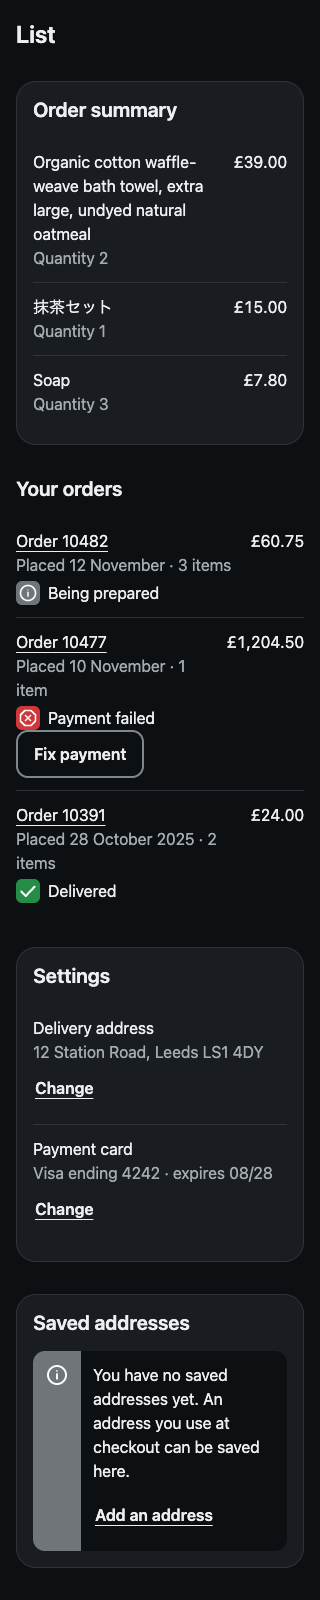 List
Order summary
Organic cotton waffle- £39.00
weave bath towel, extra
large, undyed natural
oatmeal
Quantity 2
抹茶セット £15.00
Quantity 1
Soap £7.80
Quantity 3
Your orders
Order 10482 £60.75
Placed 12 November · 3 items
Being prepared
Order 10477 £1,204.50
Placed 10 November · 1
item
Payment failed
Fix payment
Order 10391 £24.00
Placed 28 October 2025 · 2
items
Delivered
Settings
Delivery address
12 Station Road, Leeds LS1 4DY
Change
Payment card
Visa ending 4242 · expires 08/28
Change
Saved addresses
You have no saved
addresses yet. An
address you use at
checkout can be saved
here.
Add an address